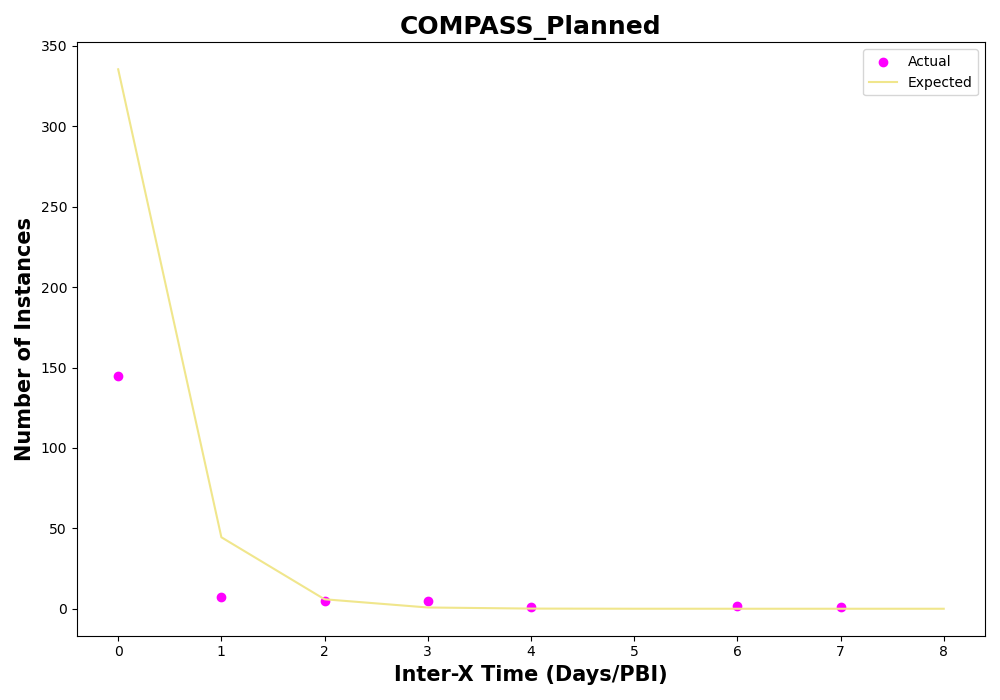 COMPASS_Planned
Actual
Expected
350
300
250
200
150
100
50
0
Number of Instances
0 1 2 3 4 5 6 7 8
Inter-X Time (Days/PBI)